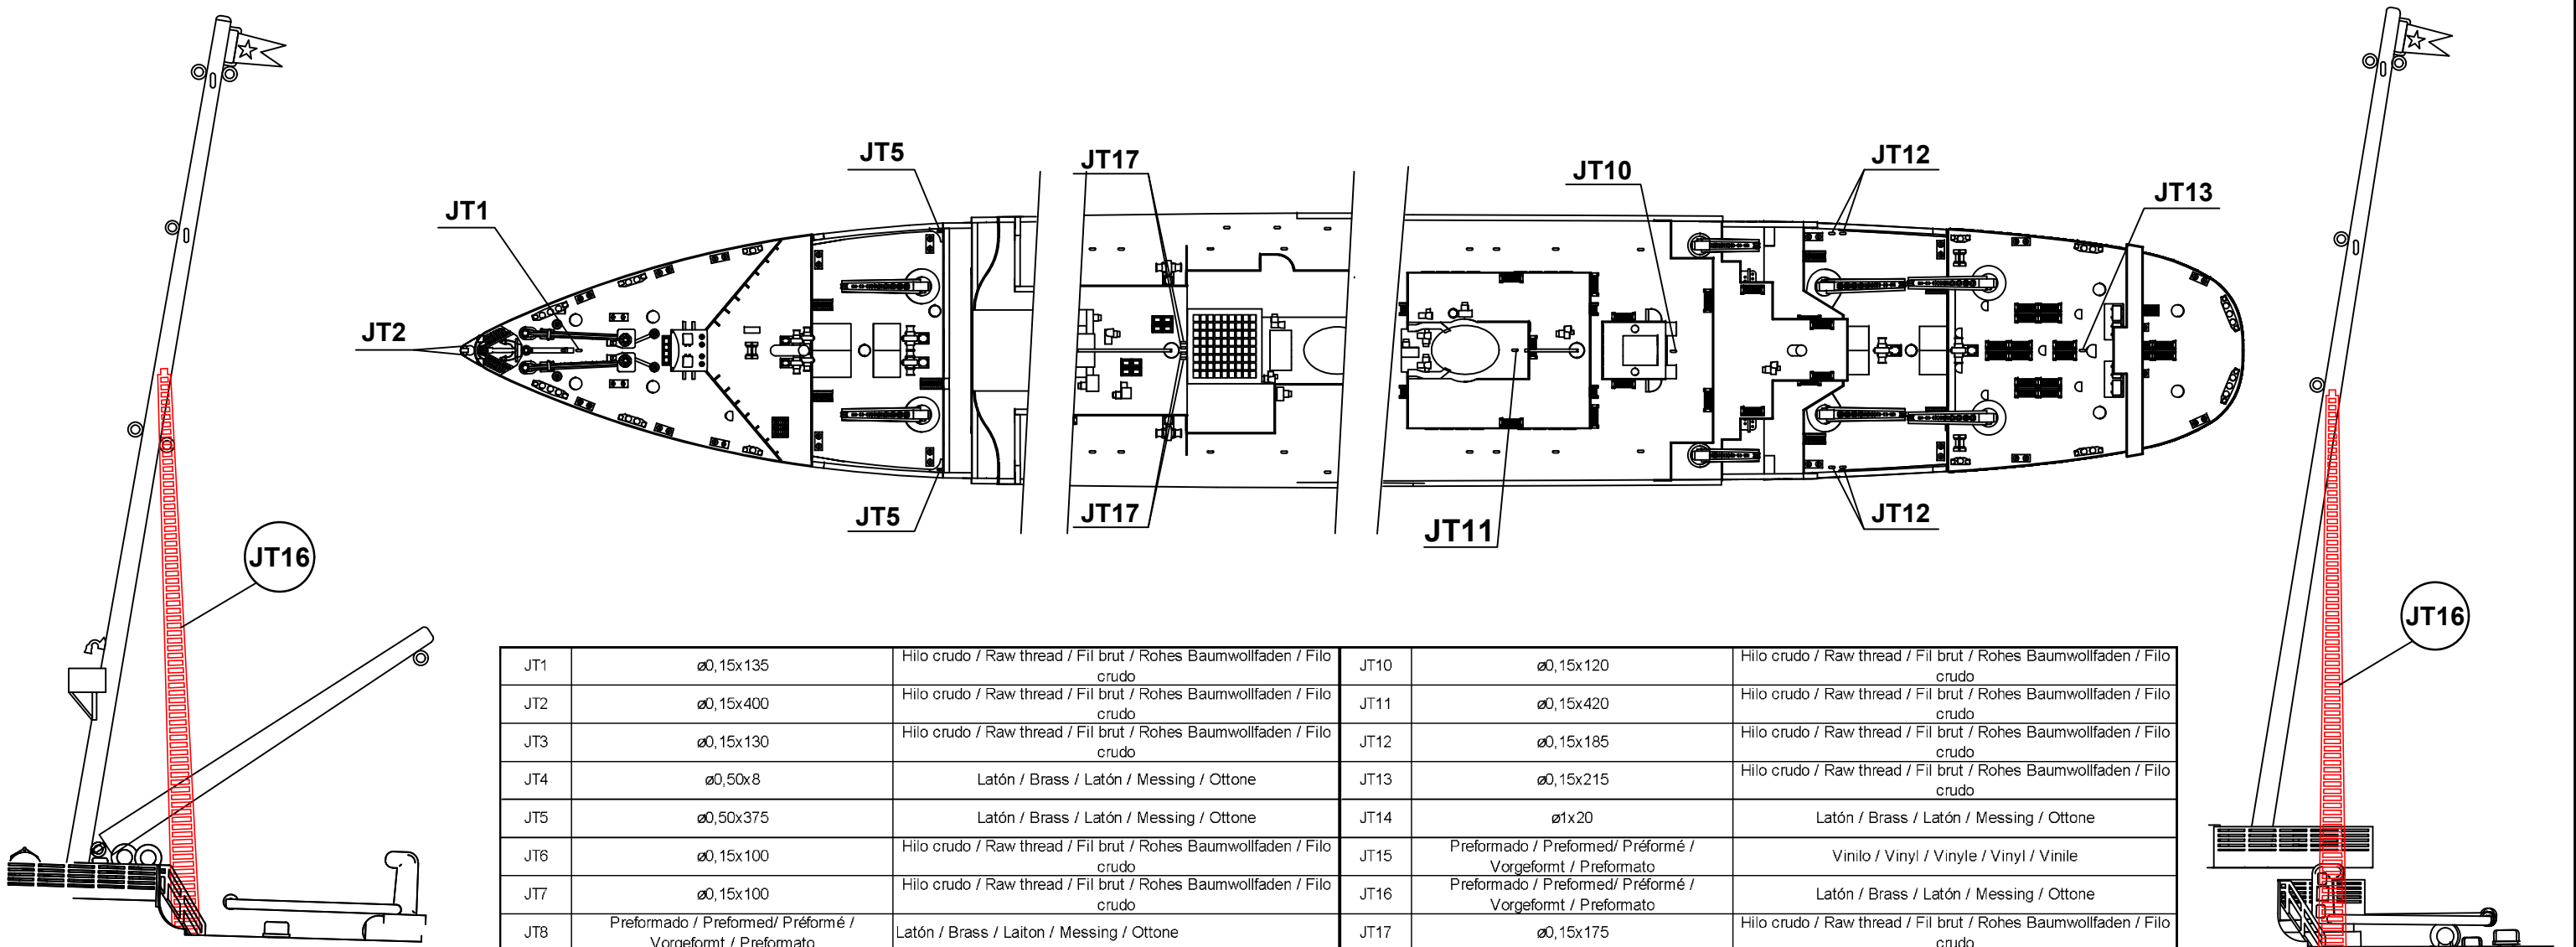 JT5
JT17
JT12
JT10
JT13
JT1
JT2
JT5
JT17
JT12
JT11
JT16
JT16
JT1 ø0,15x135 Hilo crudo / Raw thread / Fil brut / Rohes Baumwollfaden / Filo
crudo
JT10 ø0,15x120 Hilo crudo / Raw thread / Fil brut / Rohes Baumwollfaden / Filo
crudo
JT2 ø0,15x400 Hilo crudo / Raw thread / Fil brut / Rohes Baumwollfaden / Filo
crudo
JT11 ø0,15x420 Hilo crudo / Raw thread / Fil brut / Rohes Baumwollfaden / Filo
crudo
JT3 ø0,15x130 Hilo crudo / Raw thread / Fil brut / Rohes Baumwollfaden / Filo
crudo
JT12 ø0,15x185 Hilo crudo / Raw thread / Fil brut / Rohes Baumwollfaden / Filo
crudo
JT4 ø0,50x8 Latón / Brass / Latón / Messing / Ottone
JT13 ø0,15x215 Hilo crudo / Raw thread / Fil brut / Rohes Baumwollfaden / Filo
crudo
JT5 ø0,50x375 Latón / Brass / Latón / Messing / Ottone
JT14 ø1x20 Latón / Brass / Latón / Messing / Ottone
JT6 ø0,15x100 Hilo crudo / Raw thread / Fil brut / Rohes Baumwollfaden / Filo
crudo
JT15 Preformado / Preformed/ Préformé /
Vorgeformt / Preformato
Vinilo / Vinyl / Vinyle / Vinyl / Vinile
JT7 ø0,15x100 Hilo crudo / Raw thread / Fil brut / Rohes Baumwollfaden / Filo
crudo
JT16 Preformado / Preformed/ Préformé /
Vorgeformt / Preformato
Latón / Brass / Latón / Messing / Ottone
JT8 Preformado / Preformed/ Préformé /
Vorgeformt / Preformato
Latón / Brass / Laiton / Messing / Ottone
JT17 ø0,15x175 Hilo crudo / Raw thread / Fil brut / Rohes Baumwollfaden / Filo
crudo